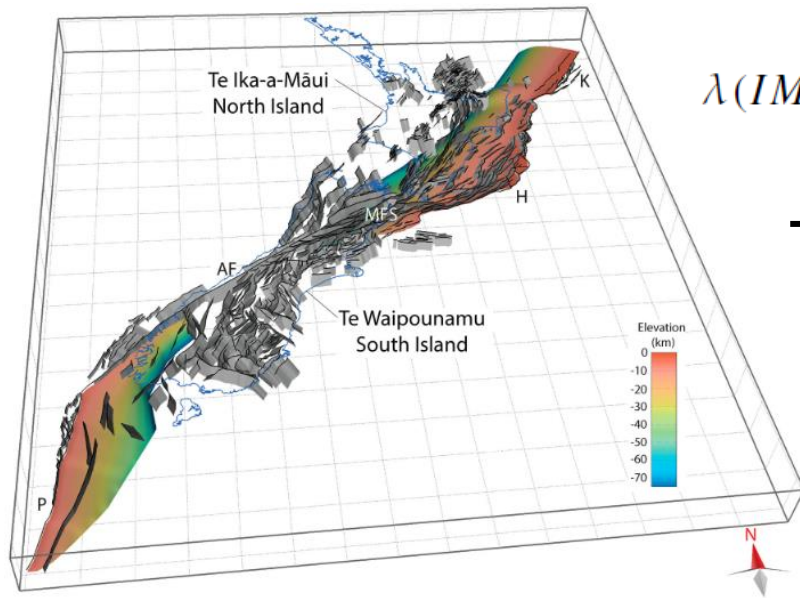 Te Ika-a-Māui
North Island
K
λ(IM
H
MFS
AF
Te Waipounamu
South Island
Elevation
(km)
0
-10
-20
-30
-40
-50
-60
-70
P
N